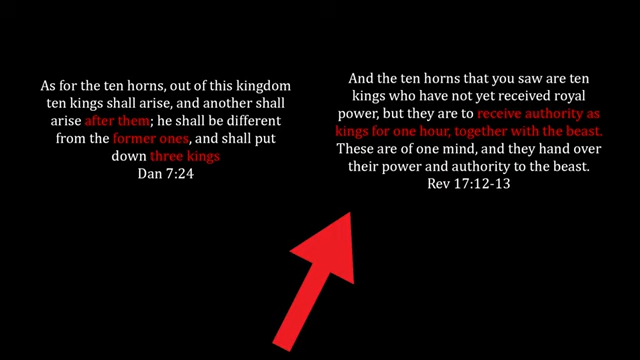 As for the ten horns, out of this kingdom
ten kings shall arise, and another shall
arise after them; he shall be different
from the former ones, and shall put
down three kings
Dan 7:24
And the ten horns that you saw are ten
kings who have not yet received royal
power, but they are to receive authority as
kings for one hour, together with the beast.
These are of one mind, and they hand over
their power and authority to the beast.
Rev 17:12-13